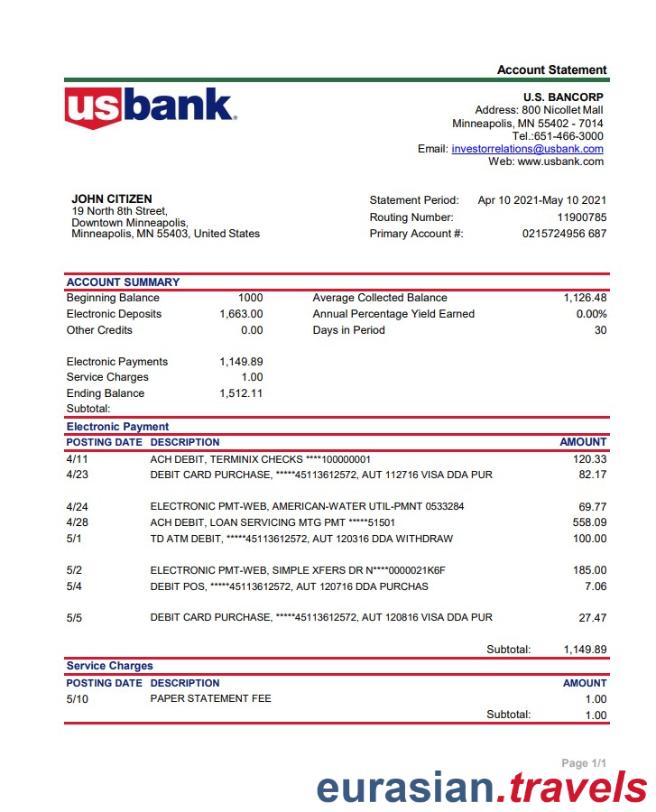 Account Statement
usbank.
U.S. BANCORP
Address: 800 Nicollet Mall
Minneapolis, MN 55402 - 7014
Tel.:651-466-3000
Email: investorrelations@usbank.com
Web: www.usbank.com
JOHN CITIZEN
19 North 8th Street,
Downtown Minneapolis,
Minneapolis, MN 55403, United States
Statement Period: Apr 10 2021-May 10 2021
Routing Number: 11900785
Primary Account #: 0215724956 687
ACCOUNT SUMMARY
Beginning Balance 1000 Average Collected Balance 1,126.48
Electronic Deposits 1,663.00 Annual Percentage Yield Earned 0.00%
Other Credits 0.00 Days in Period 30
Electronic Payments 1,149.89
Service Charges 1.00
Ending Balance 1,512.11
Subtotal:
Electronic Payment
POSTING DATE DESCRIPTION AMOUNT
4/11 ACH DEBIT, TERMINIX CHECKS ****100000001 120.33
4/23 DEBIT CARD PURCHASE, *****45113612572, AUT 112716 VISA DDA PUR 82.17
4/24 ELECTRONIC PMT-WEB, AMERICAN-WATER UTIL-PMNT 0533284 69.77
4/28 ACH DEBIT, LOAN SERVICING MTG PMT *****51501 558.09
5/1 TD ATM DEBIT, *****45113612572, AUT 120316 DDA WITHDRAW 100.00
5/2 ELECTRONIC PMT-WEB, SIMPLE XFERS DR N****0000021K6F 185.00
5/4 DEBIT POS, *****45113612572, AUT 120716 DDA PURCHAS 7.06
5/5 DEBIT CARD PURCHASE, *****45113612572, AUT 120816 VISA DDA PUR 27.47
Subtotal: 1,149.89
Service Charges
POSTING DATE DESCRIPTION AMOUNT
5/10 PAPER STATEMENT FEE 1.00
Subtotal: 1.00
Page 1/1
eurasian.travels